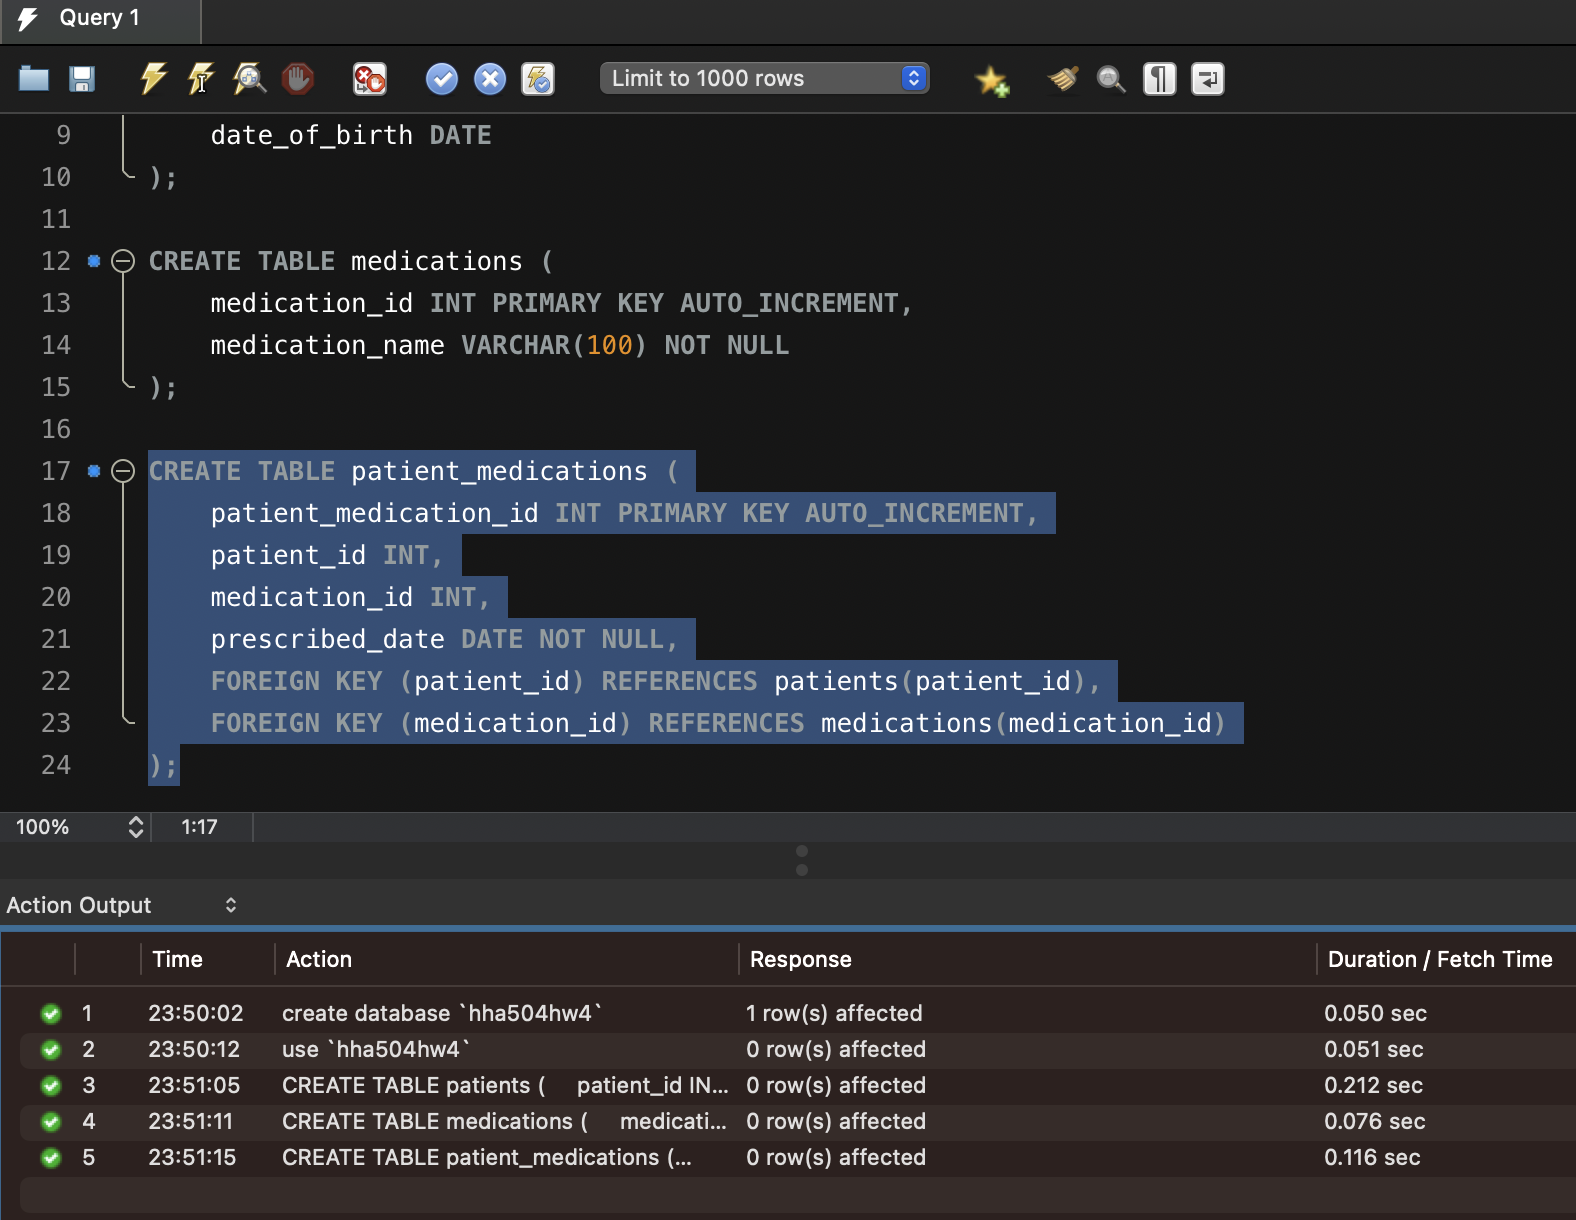 Query 1
Limit to 1000 rows
9 date_of_birth DATE
10 );
11
12 CREATE TABLE medications (
13 medication_id INT PRIMARY KEY AUTO_INCREMENT,
14 medication_name VARCHAR(100) NOT NULL
15 );
16
17 CREATE TABLE patient_medications (
18 patient_medication_id INT PRIMARY KEY AUTO_INCREMENT,
19 patient_id INT,
20 medication_id INT,
21 prescribed_date DATE NOT NULL,
22 FOREIGN KEY (patient_id) REFERENCES patients(patient_id),
23 FOREIGN KEY (medication_id) REFERENCES medications(medication_id)
24 );
100% 1:17
Action Output
Time Action Response Duration / Fetch Time
1 23:50:02 create database `hha504hw4` 1 row(s) affected 0.050 sec
2 23:50:12 use `hha504hw4` 0 row(s) affected 0.051 sec
3 23:51:05 CREATE TABLE patients ( patient_id IN... 0 row(s) affected 0.212 sec
4 23:51:11 CREATE TABLE medications ( medicati... 0 row(s) affected 0.076 sec
5 23:51:15 CREATE TABLE patient_medications (... 0 row(s) affected 0.116 sec